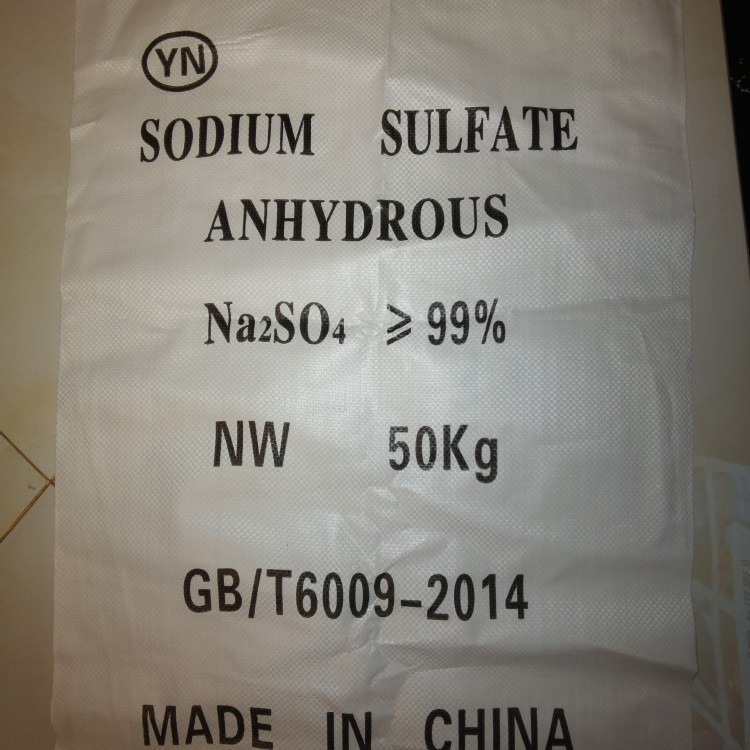 YN
SODIUM SULFATE
ANHYDROUS
Na₂SO₄ ⩾ 99%
NW 50Kg
GB/T6009-2014
MADE IN CHINA